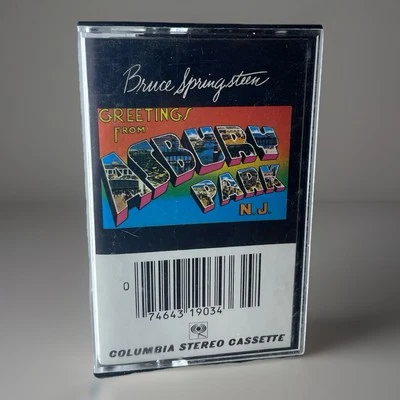 Bruce Springsteen
GREETINGS
FROM
ASBURY
PARK
N.J.
0
74643 19034
COLUMBIA STEREO CASSETTE